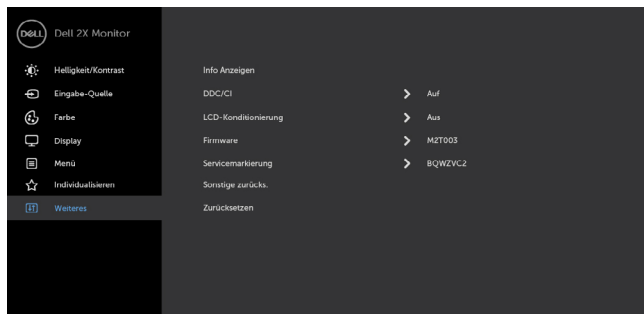 DELL Dell 2X Monitor
Helligkeit/Kontrast Info Anzeigen
Eingabe-Quelle DDC/CI Auf
Farbe LCD-Konditionierung Aus
Display Firmware M2T003
Menü Servicemarkierung BQWZVC2
Individualisieren Sonstige zurücks.
Weiteres Zurücksetzen